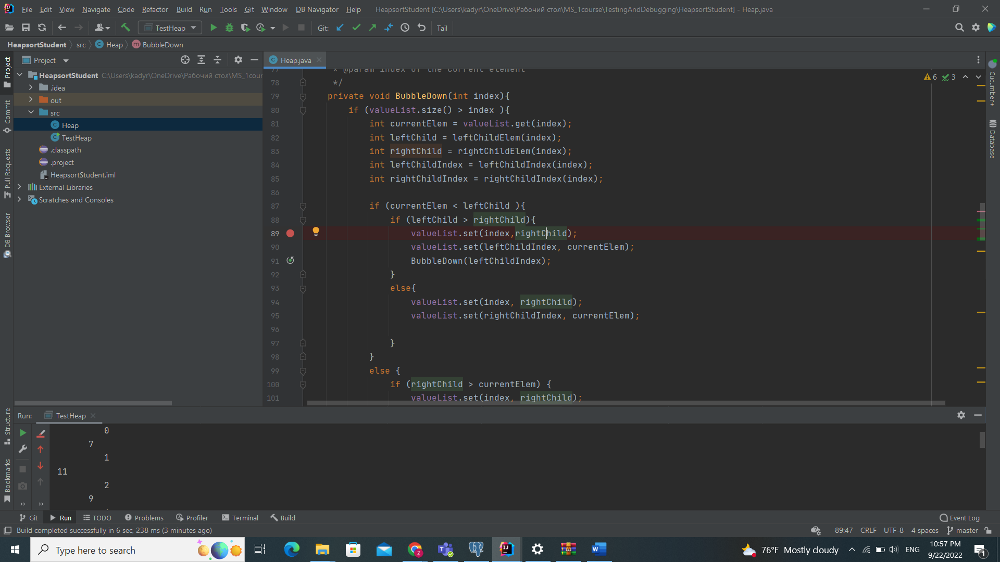 File Edit View Navigate Code Refactor Build Run Tools Git Window DB Navigator Help HeapsortStudent [C:\Users\kadyr\OneDrive\Рабочий стол\MS_1course\TestingAndDebugging\HeapsortStudent] - Heap.java
TestHeap Git: Tail
HeapsortStudent src Heap BubbleDown
Project
Heap.java
HeapsortStudent C:\Users\kadyr\OneDrive\Рабочий стол\MS_1cour
.idea
out
src
Heap
TestHeap
.classpath
.project
HeapsortStudent.iml
External Libraries
Scratches and Consoles
Project
Commit
Pull Requests
DB Browser
Structure
Bookmarks
77 * @param index of the current element
78 */
79 private void BubbleDown(int index){
80 if (valueList.size() > index ){
81 int currentElem = valueList.get(index);
82 int leftChild = leftChildElem(index);
83 int rightChild = rightChildElem(index);
84 int leftChildIndex = leftChildIndex(index);
85 int rightChildIndex = rightChildIndex(index);
86
87 if (currentElem < leftChild ){
88 if (leftChild > rightChild){
89 valueList.set(index,rightChild);
90 valueList.set(leftChildIndex, currentElem);
91 BubbleDown(leftChildIndex);
92 }
93 else{
94 valueList.set(index, rightChild);
95 valueList.set(rightChildIndex, currentElem);
96
97 }
98 }
99 else {
100 if (rightChild > currentElem) {
101 valueList.set(index, rightChild);
6 3
Cucumber+
Database
Run: TestHeap
0
7
1
11
2
9
Git Run TODO Problems Profiler Terminal Build Event Log
Build completed successfully in 6 sec, 238 ms (3 minutes ago) 89:47 CRLF UTF-8 4 spaces master
Type here to search 76°F Mostly cloudy ENG 10:57 PM
9/22/2022 1